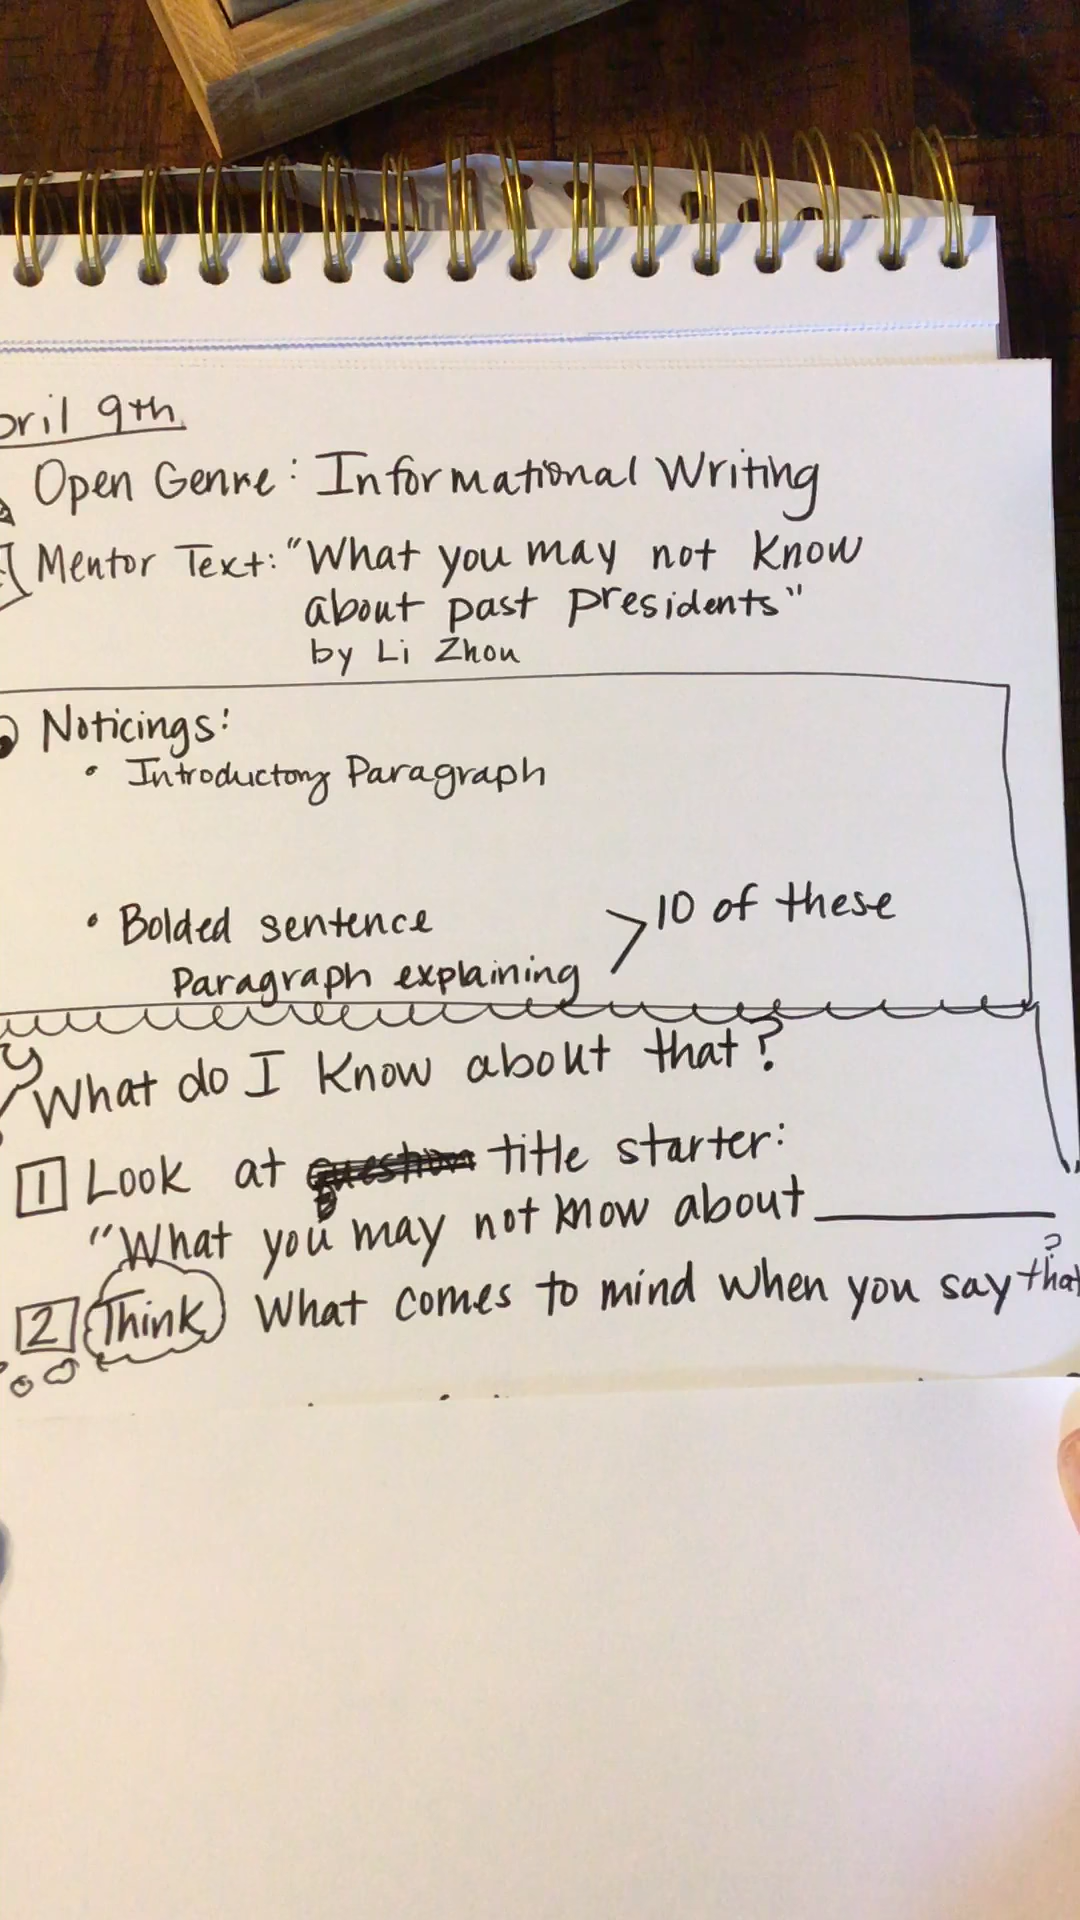 pril 9th
Open Genre: Informational Writing
Mentor Text: "What you may not know
about past presidents"
by Li Zhou
Noticings:
• Introductory Paragraph
• Bolded sentence
Paragraph explaining > 10 of these
What do I know about that?
1 Look at question title starter:
"What you may not know about ________
2 Think What comes to mind when you say that?